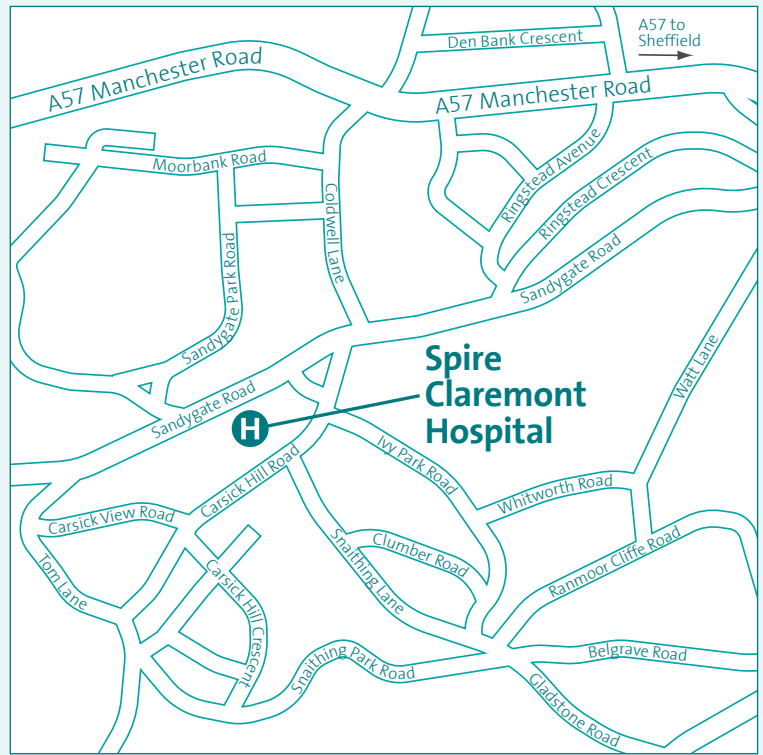 Den Bank Crescent
A57 to
Sheffield
A57 Manchester Road
A57 Manchester Road
Moorbank Road
Coldwell Lane
Ringstead Avenue
Ringstead Crescent
Sandygate Park Road
Sandygate Road
Sandygate Road
Spire
Claremont
Hospital
H
Watt Lane
Ivy Park Road
Carsick Hill Road
Whitworth Road
Carsick View Road
Snaithing Lane
Clumber Road
Tom Lane
Carsick Hill Crescent
Ranmoor Cliffe Road
Snaithing Park Road
Belgrave Road
Gladstone Road